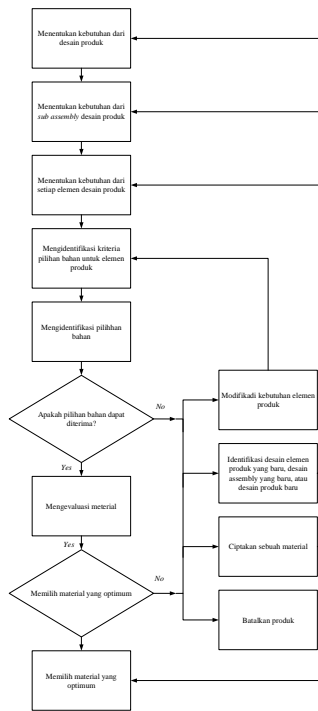 Menentukan kebutuhan dari
desain produk
Menentukan kebutuhan dari
sub assembly desain produk
Menentukan kebutuhan dari
setiap elemen desain produk
Mengidentifikasi kriteria
pilihan bahan untuk elemen
produk
Mengidentifikasi pilihhan
bahan
Apakah pilihan bahan dapat
diterima?
No
Yes
Mengevaluasi meterial
Yes
Memilih material yang optimum
No
Memilih material yang
optimum
Modifikadi kebutuhan elemen
produk
Identifikasi desain elemen
produk yang baru, desain
assembly yang baru, atau
desain produk baru
Ciptakan sebuah material
Batalkan produk